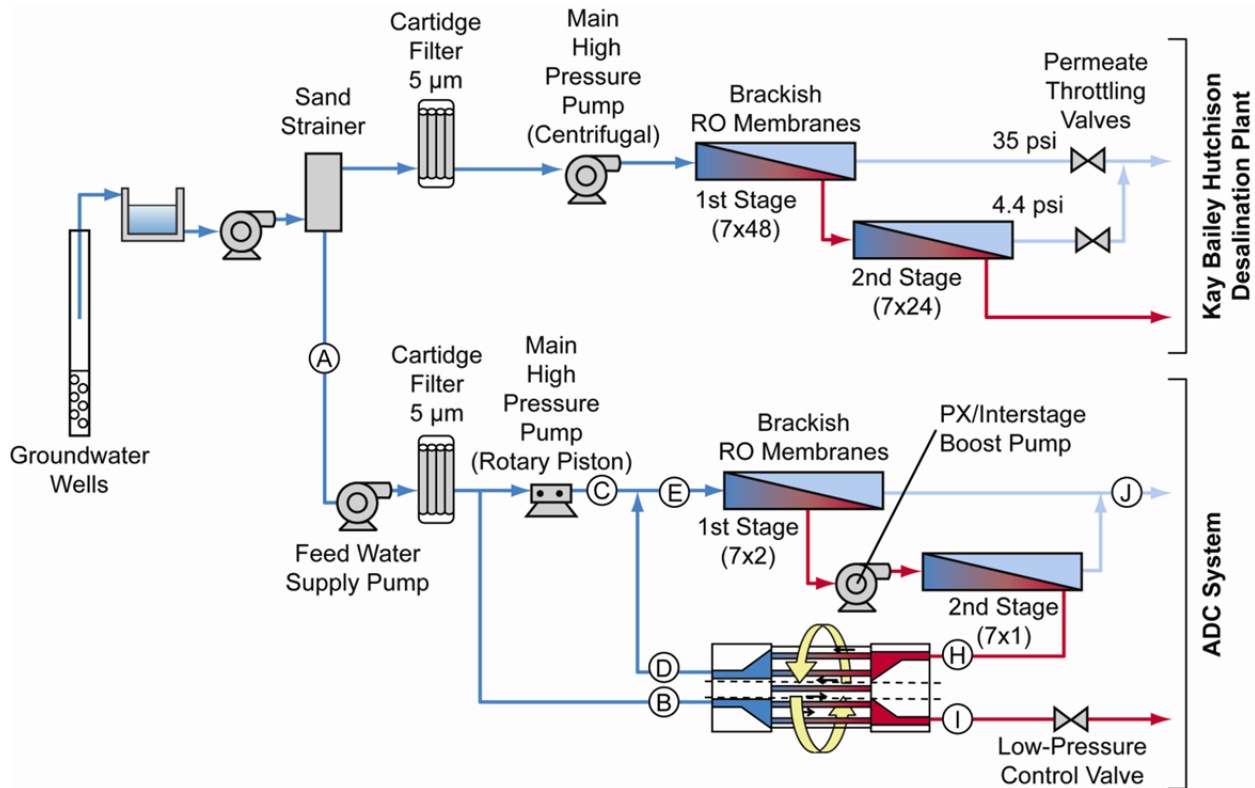 Cartidge
Filter
5 µm
Main
High
Pressure
Pump
(Centrifugal)
Sand
Strainer
Brackish
RO Membranes
Permeate
Throttling
Valves
35 psi
1st Stage
(7x48)
4.4 psi
2nd Stage
(7x24)
Kay Bailey Hutchison
Desalination Plant
Groundwater
Wells
A
Cartidge
Filter
5 µm
Main
High
Pressure
Pump
(Rotary Piston)
Brackish
RO Membranes
PX/Interstage
Boost Pump
C
E
J
1st Stage
(7x2)
Feed Water
Supply Pump
2nd Stage
(7x1)
D
H
B
I
Low-Pressure
Control Valve
ADC System